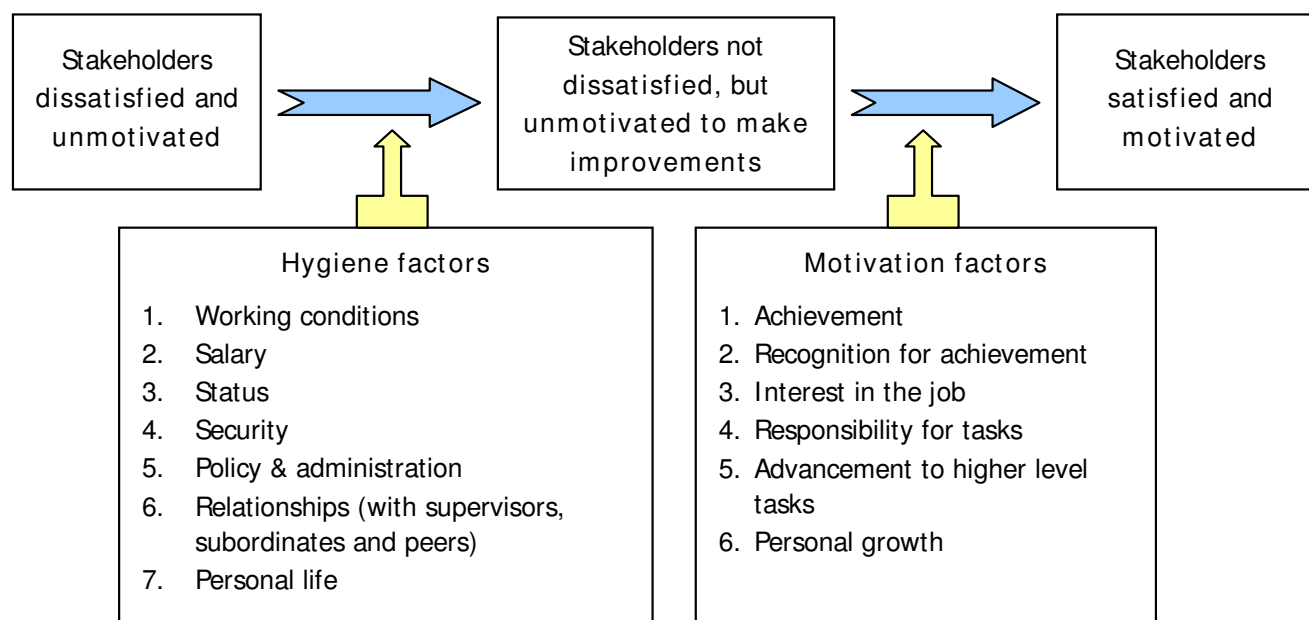 Stakeholders
dissatisfied and
unmotivated
Stakeholders not
dissatisfied, but
unmotivated to make
improvements
Stakeholders
satisfied and
motivated
Hygiene factors
1. Working conditions
2. Salary
3. Status
4. Security
5. Policy & administration
6. Relationships (with supervisors,
subordinates and peers)
7. Personal life
Motivation factors
1. Achievement
2. Recognition for achievement
3. Interest in the job
4. Responsibility for tasks
5. Advancement to higher level
tasks
6. Personal growth